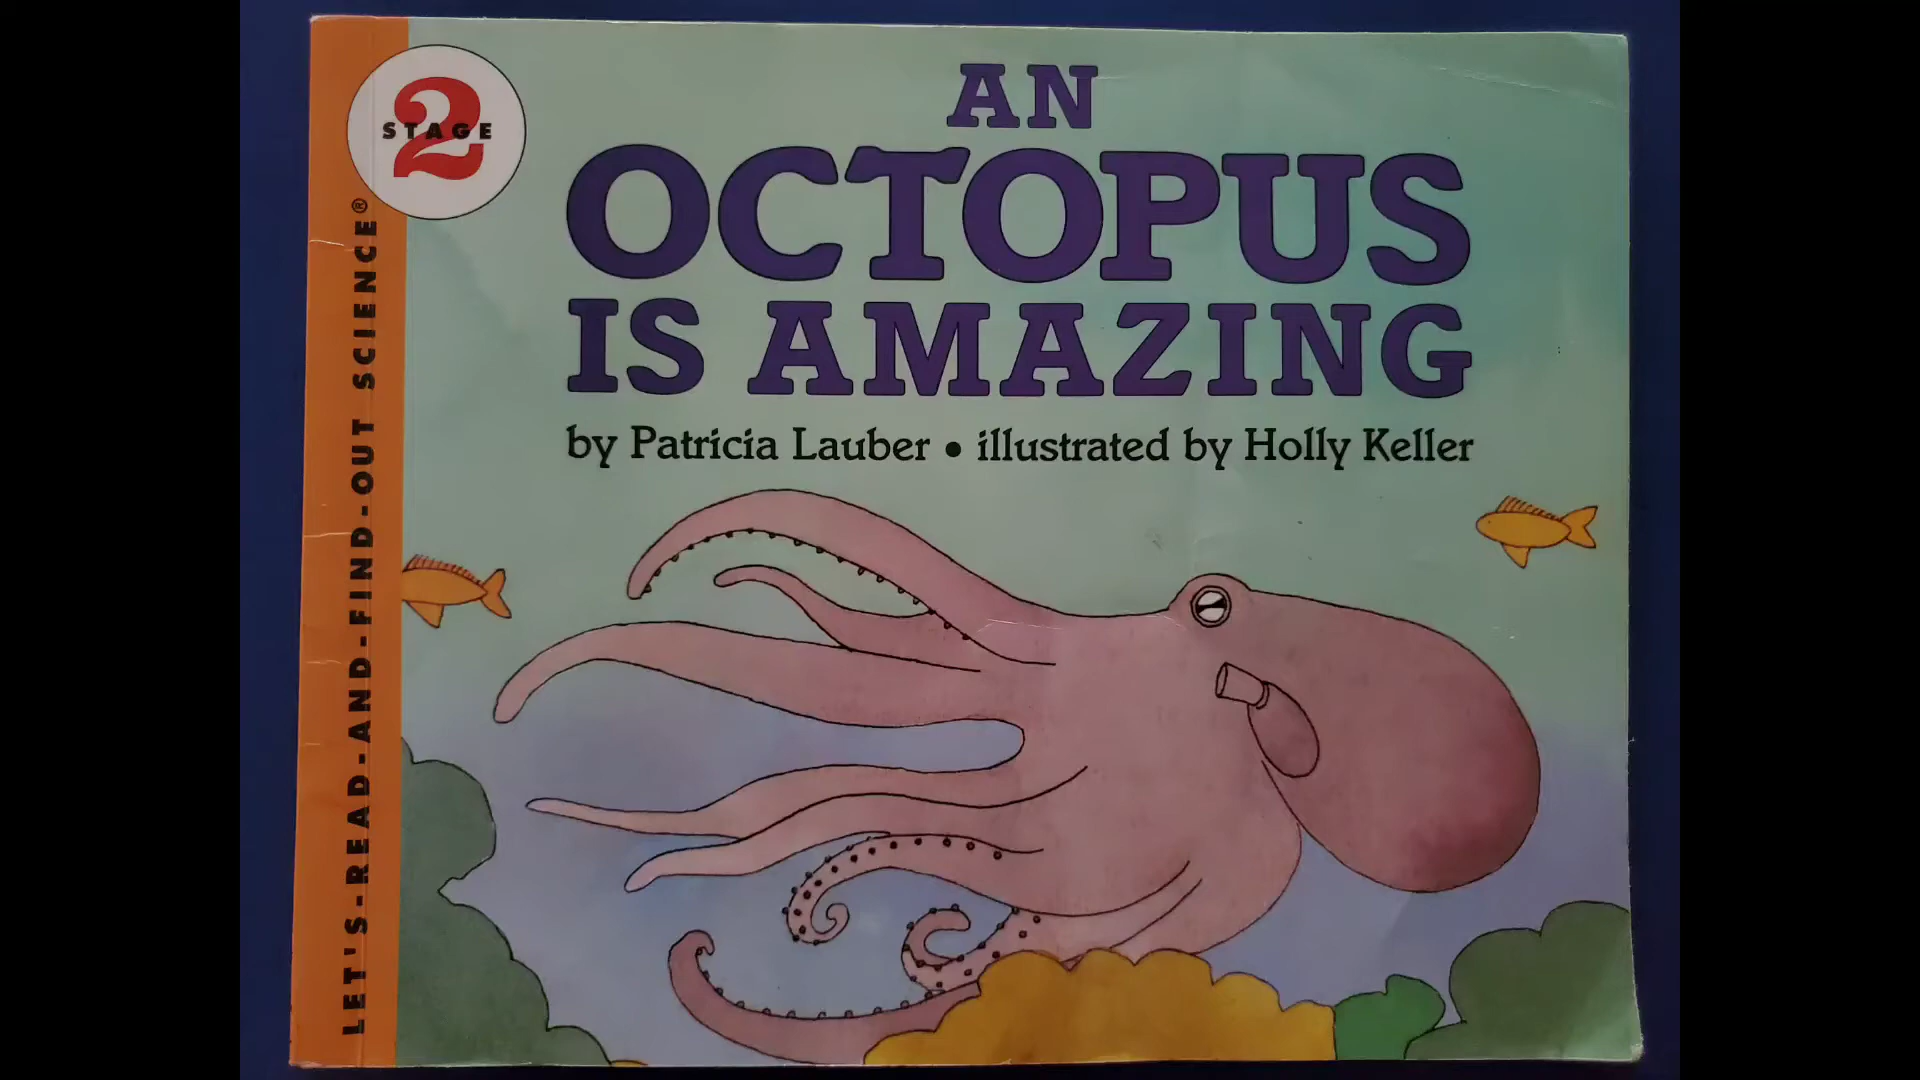 STAGE
2
LET'S-READ-AND-FIND-OUT SCIENCE®
AN
OCTOPUS
IS AMAZING
by Patricia Lauber • illustrated by Holly Keller